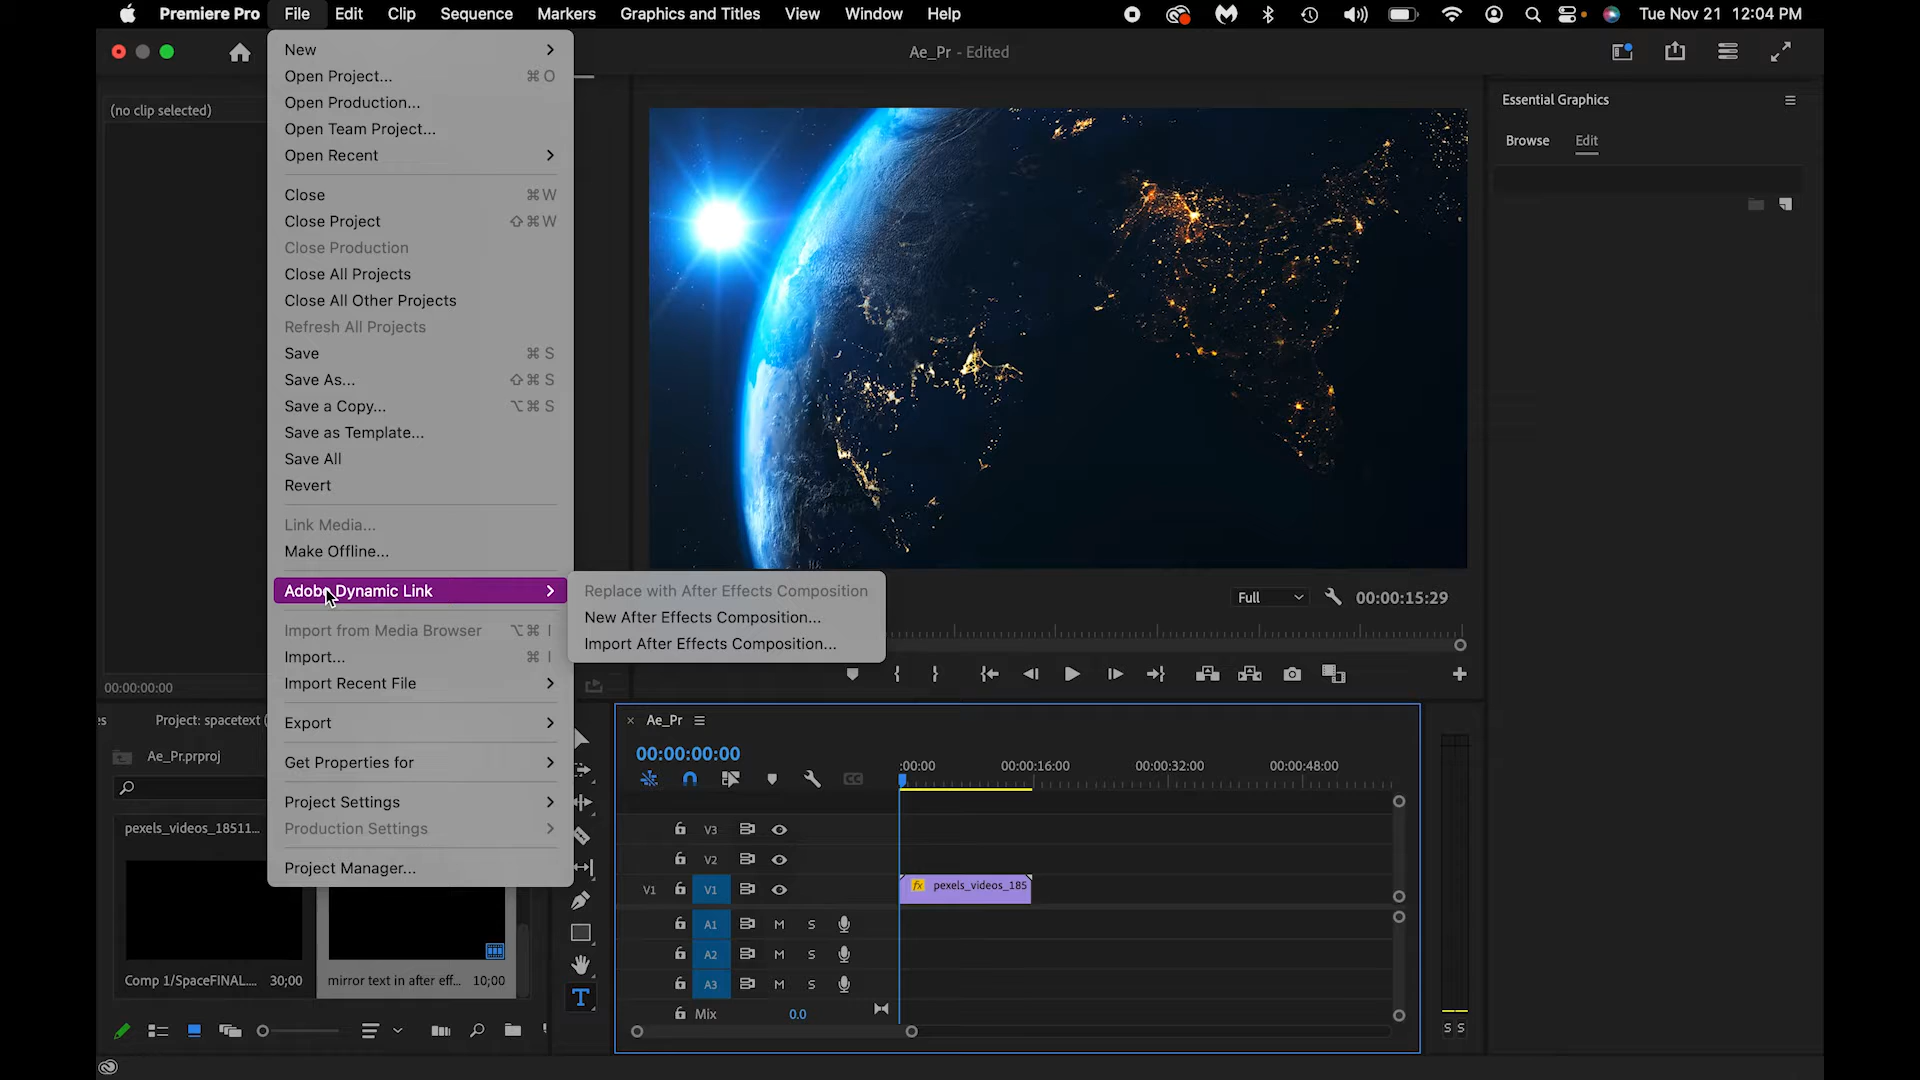 Premiere Pro File Edit Clip Sequence Markers Graphics and Titles View Window Help Tue Nov 21 12:04 PM
Ae_Pr - Edited
(no clip selected)
New
Open Project... ⌘ O
Open Production...
Open Team Project...
Open Recent
Close ⌘ W
Close Project ⇧ ⌘ W
Close Production
Close All Projects
Close All Other Projects
Refresh All Projects
Save ⌘ S
Save As... ⇧ ⌘ S
Save a Copy... ⌥ ⌘ S
Save as Template...
Save All
Revert
Link Media...
Make Offline...
Adobe Dynamic Link
Import from Media Browser ⌥ ⌘ I
Import... ⌘ I
Import Recent File
Export
Get Properties for
Project Settings
Production Settings
Project Manager...
Replace with After Effects Composition
New After Effects Composition...
Import After Effects Composition...
Essential Graphics
Browse Edit
Full 00:00:15:29
00:00:00:00
es Project: spacetext (
Ae_Pr.prproj
pexels_videos_18511...
Comp 1/SpaceFINAL.... 30;00
mirror text in after eff... 10;00
Ae_Pr
00:00:00:00
:00:00 00:00:16:00 00:00:32:00 00:00:48:00
CC
V3
V2
V1 V1 fx pexels_videos_185
A1 M S
A2 M S
A3 M S
Mix 0.0
S S
T